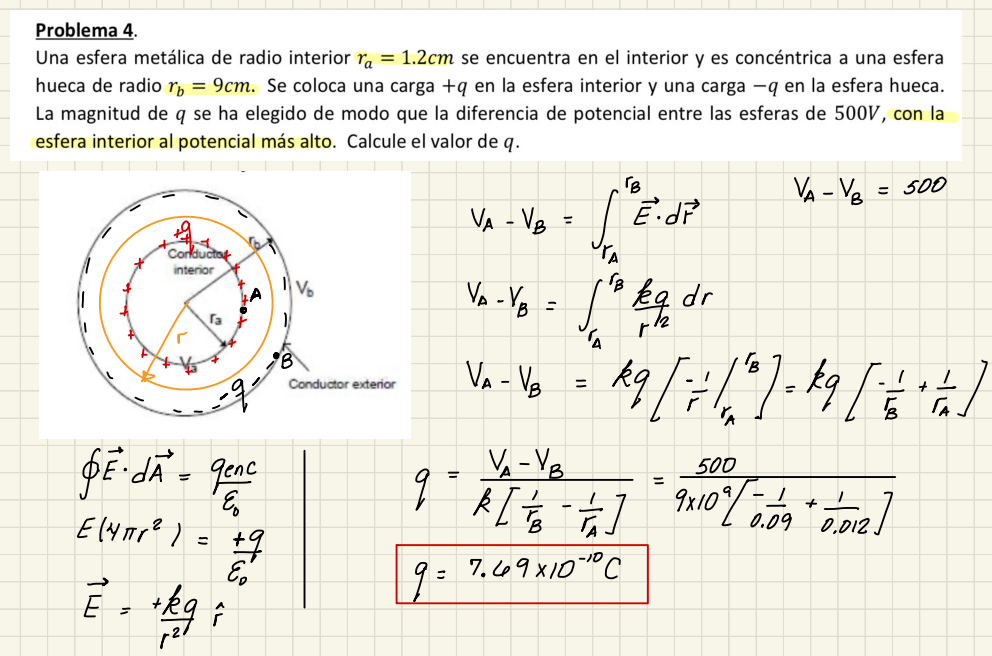 Problema 4.
Una esfera metálica de radio interior rₐ = 1.2cm se encuentra en el interior y es concéntrica a una esfera
hueca de radio r_b = 9cm. Se coloca una carga +q en la esfera interior y una carga −q en la esfera hueca.
La magnitud de q se ha elegido de modo que la diferencia de potencial entre las esferas de 500V, con la
esfera interior al potencial más alto. Calcule el valor de q.
+q
Conductor
interior
r_b
A
V_b
r_a
r
V_a
B
Conductor exterior
-q
V_A - V_B = ∫_{r_A}^{r_B} E⃗·dr⃗
V_A - V_B = 500
V_A - V_B = ∫_{r_A}^{r_B} kq/r² dr
V_A - V_B = kq [-1/r |_{r_A}^{r_B}] = kq [-1/r_B + 1/r_A]
∮E⃗·dA⃗ = qenc/ε₀
E(4πr²) = +q/ε₀
E⃗ = +kq/r² r̂
q = (V_A - V_B)/(k[1/r_B - 1/r_A]) = 500/(9x10⁹[-1/0.09 + 1/0.012])
q = 7.69x10⁻¹⁰ C